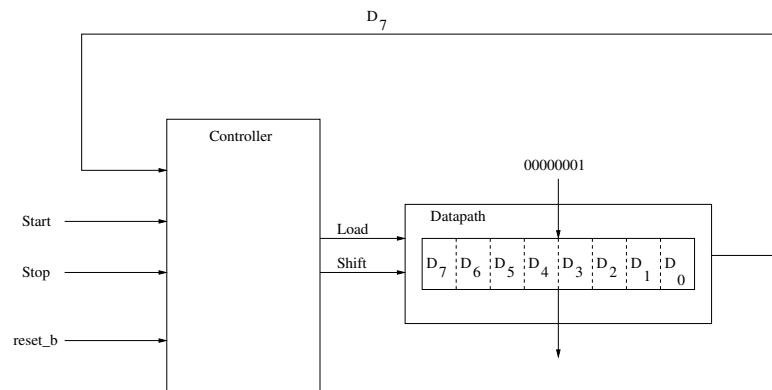 D7
Controller
00000001
Start
Load
Datapath
Stop
Shift
D7 D6 D5 D4 D3 D2 D1 D0
reset_b